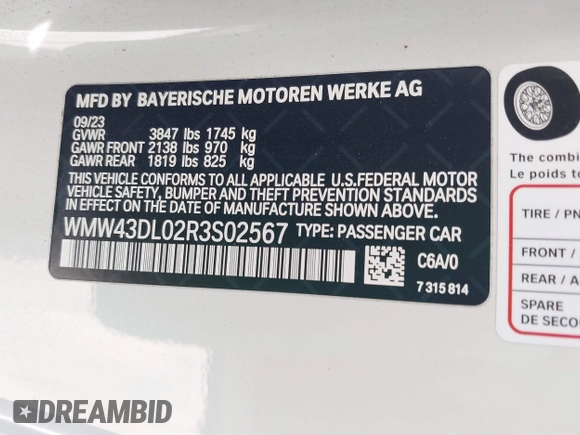 MFD BY BAYERISCHE MOTOREN WERKE AG
09/23
GVWR 3847 lbs 1745 kg
GAWR FRONT 2138 lbs 970 kg
GAWR REAR 1819 lbs 825 kg
THIS VEHICLE CONFORMS TO ALL APPLICABLE U.S.FEDERAL MOTOR
VEHICLE SAFETY, BUMPER AND THEFT PREVENTION STANDARDS
IN EFFECT ON THE DATE OF MANUFACTURE SHOWN ABOVE.
WMW43DL02R3S02567 TYPE: PASSENGER CAR
C6A/0
7 315 814
The combi
Le poids to
TIRE / PN
FRONT /
REAR / A
SPARE
DE SECO
DREAMBID